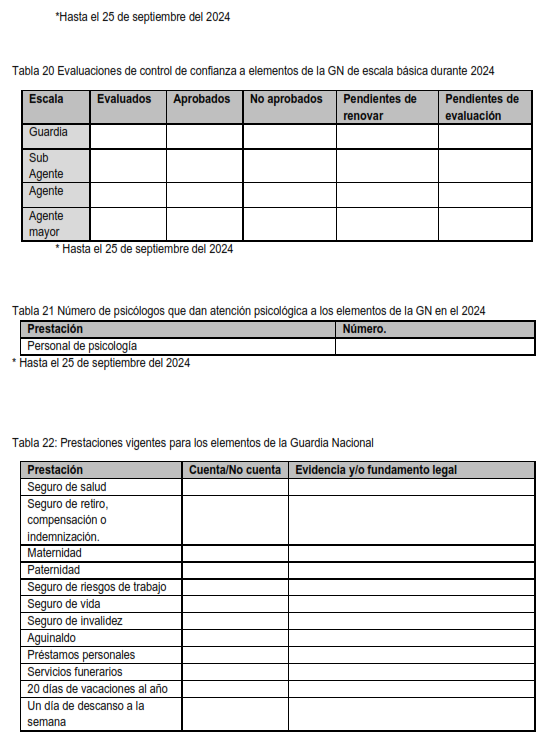 *Hasta el 25 de septiembre del 2024
Tabla 20 Evaluaciones de control de confianza a elementos de la GN de escala básica durante 2024
Escala Evaluados Aprobados No aprobados Pendientes de renovar Pendientes de evaluación
Guardia
Sub Agente
Agente
Agente mayor
* Hasta el 25 de septiembre del 2024
Tabla 21 Número de psicólogos que dan atención psicológica a los elementos de la GN en el 2024
Prestación Número.
Personal de psicología
* Hasta el 25 de septiembre del 2024
Tabla 22: Prestaciones vigentes para los elementos de la Guardia Nacional
Prestación Cuenta/No cuenta Evidencia y/o fundamento legal
Seguro de salud
Seguro de retiro,
compensación o
indemnización.
Maternidad
Paternidad
Seguro de riesgos de trabajo
Seguro de vida
Seguro de invalidez
Aguinaldo
Préstamos personales
Servicios funerarios
20 días de vacaciones al año
Un día de descanso a la
semana